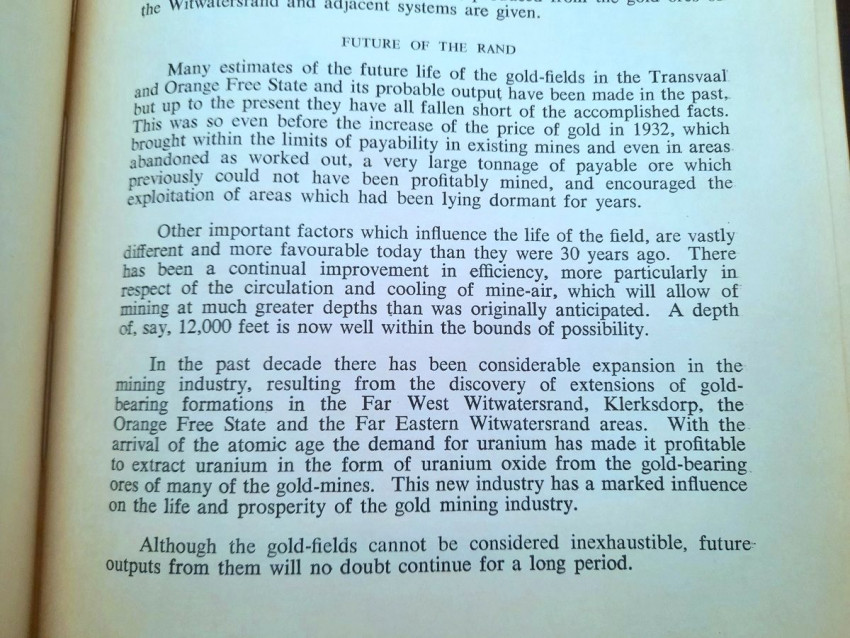 the Witwatersrand and adjacent systems are given.
FUTURE OF THE RAND
Many estimates of the future life of the gold-fields in the Transvaal
and Orange Free State and its probable output have been made in the past,
but up to the present they have all fallen short of the accomplished facts.
This was so even before the increase of the price of gold in 1932, which
brought within the limits of payability in existing mines and even in areas
abandoned as worked out, a very large tonnage of payable ore which
previously could not have been profitably mined, and encouraged the
exploitation of areas which had been lying dormant for years.
Other important factors which influence the life of the field, are vastly
different and more favourable today than they were 30 years ago. There
has been a continual improvement in efficiency, more particularly in
respect of the circulation and cooling of mine-air, which will allow of
mining at much greater depths than was originally anticipated. A depth
of, say, 12,000 feet is now well within the bounds of possibility.
In the past decade there has been considerable expansion in the
mining industry, resulting from the discovery of extensions of gold-
bearing formations in the Far West Witwatersrand, Klerksdorp, the
Orange Free State and the Far Eastern Witwatersrand areas. With the
arrival of the atomic age the demand for uranium has made it profitable
to extract uranium in the form of uranium oxide from the gold-bearing
ores of many of the gold-mines. This new industry has a marked influence
on the life and prosperity of the gold mining industry.
Although the gold-fields cannot be considered inexhaustible, future
outputs from them will no doubt continue for a long period.